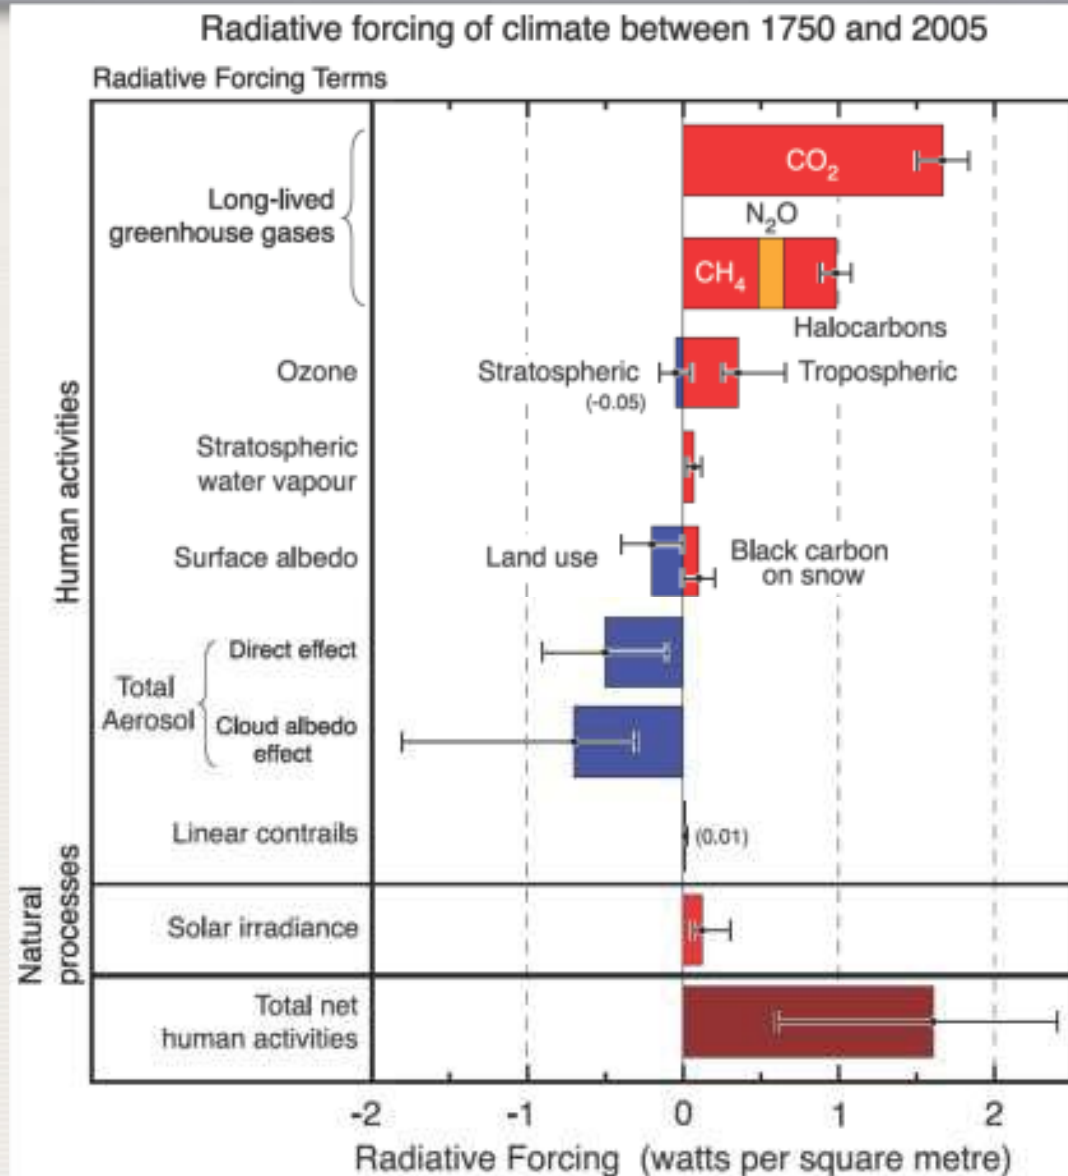 Radiative forcing of climate between 1750 and 2005
Radiative Forcing Terms
Human activities
Long-lived
greenhouse gases
CO₂
N₂O
CH₄
Halocarbons
Ozone
Stratospheric
(-0.05)
Tropospheric
Stratospheric
water vapour
Surface albedo
Land use
Black carbon
on snow
Total
Aerosol
Direct effect
Cloud albedo
effect
Linear contrails
(0.01)
Natural
processes
Solar irradiance
Total net
human activities
-2 -1 0 1 2
Radiative Forcing (watts per square metre)